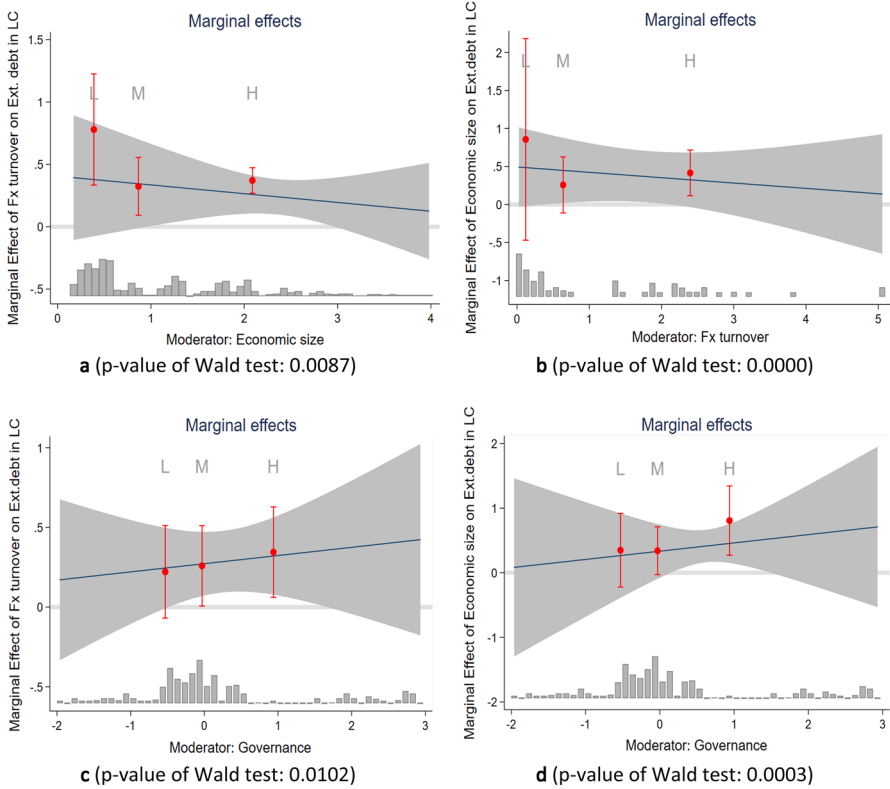 Marginal effects
Marginal Effect of Fx turnover on Ext. debt in LC
1.5
1
.5
0
-.5
L
M
H
0
1
2
3
4
Moderator: Economic size
a (p-value of Wald test: 0.0087)
Marginal effects
Marginal Effect of Economic size on Ext.debt in LC
2
1.5
1
.5
0
-.5
-1
L
M
H
0
1
2
3
4
5
Moderator: Fx turnover
b (p-value of Wald test: 0.0000)
Marginal effects
Marginal Effect of Fx turnover on Ext.debt in LC
1
.5
0
-.5
L
M
H
-2
-1
0
1
2
3
Moderator: Governance
c (p-value of Wald test: 0.0102)
Marginal effects
Marginal Effect of Economic size on Ext.debt in LC
2
1
0
-1
-2
L
M
H
-2
-1
0
1
2
3
Moderator: Governance
d (p-value of Wald test: 0.0003)